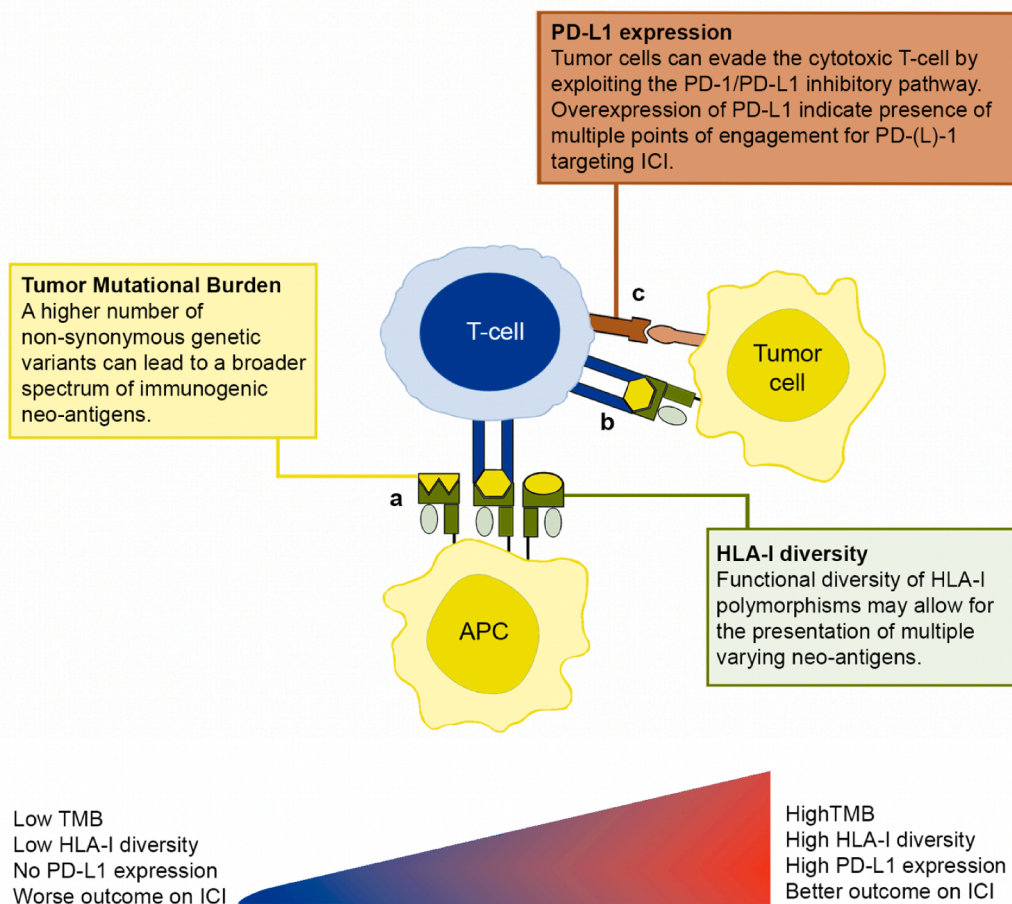 PD-L1 expression
Tumor cells can evade the cytotoxic T-cell by
exploiting the PD-1/PD-L1 inhibitory pathway.
Overexpression of PD-L1 indicate presence of
multiple points of engagement for PD-(L)-1
targeting ICI.
Tumor Mutational Burden
A higher number of
non-synonymous genetic
variants can lead to a broader
spectrum of immunogenic
neo-antigens.
T-cell
c
Tumor
cell
b
a
HLA-I diversity
Functional diversity of HLA-I
polymorphisms may allow for
the presentation of multiple
varying neo-antigens.
APC
Low TMB
Low HLA-I diversity
No PD-L1 expression
Worse outcome on ICI
HighTMB
High HLA-I diversity
High PD-L1 expression
Better outcome on ICI